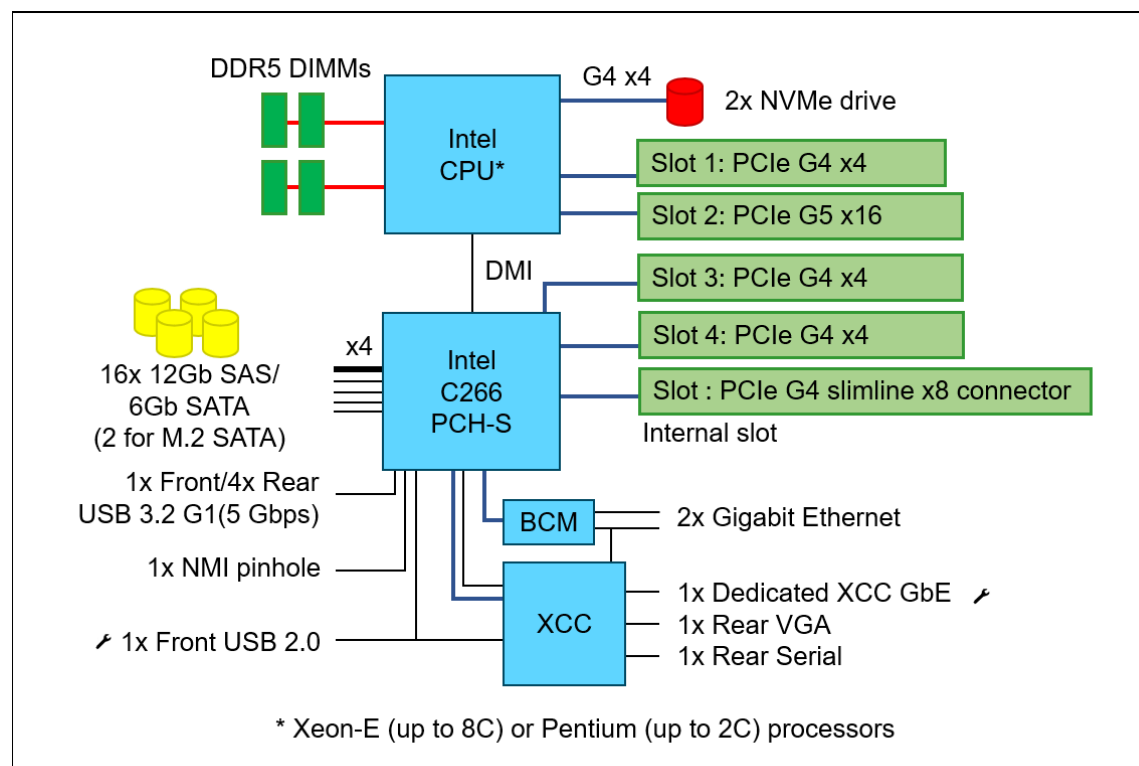 DDR5 DIMMs
G4 x4
2x NVMe drive
Intel
CPU*
Slot 1: PCIe G4 x4
Slot 2: PCIe G5 x16
DMI
Slot 3: PCIe G4 x4
Slot 4: PCIe G4 x4
Slot : PCIe G4 slimline x8 connector
Internal slot
x4
Intel
C266
PCH-S
16x 12Gb SAS/
6Gb SATA
(2 for M.2 SATA)
1x Front/4x Rear
USB 3.2 G1(5 Gbps)
BCM
2x Gigabit Ethernet
1x NMI pinhole
XCC
1x Dedicated XCC GbE
1x Rear VGA
1x Rear Serial
1x Front USB 2.0
* Xeon-E (up to 8C) or Pentium (up to 2C) processors